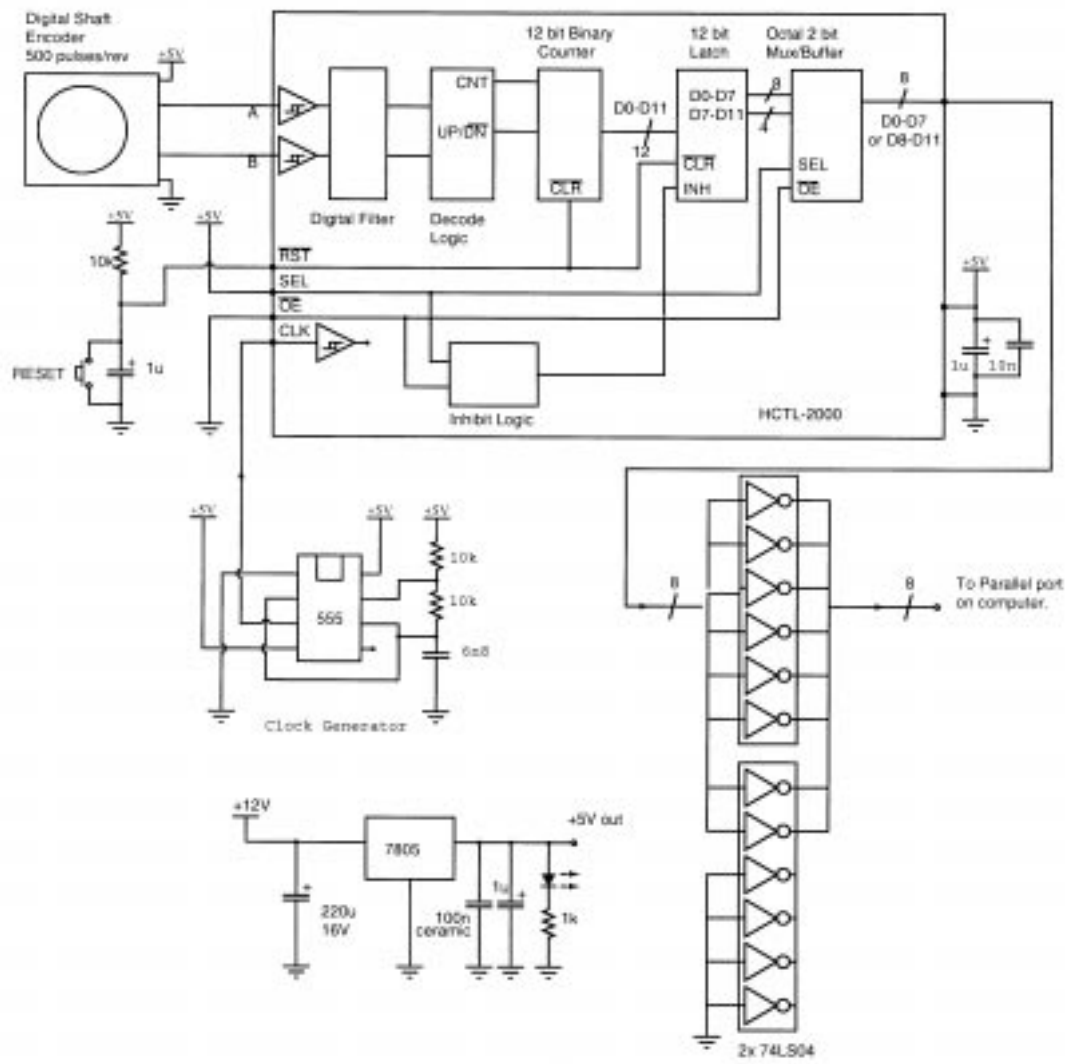 Digital Shaft
Encoder
500 pulses/rev
+5V
A
B
12 bit Binary
Counter
12 bit
Latch
Octal 2 bit
Mux/Buffer
CNT
UP/DN
CLR
D0-D11
12
D0-D7
D7-D11
CLR
INH
8
4
SEL
OE
8
D0-D7
or D8-D11
Digital Filter
Decode
Logic
+5V
+5V
10k
RST
SEL
OE
CLK
RESET
+
1u
Inhibit Logic
HCTL-2000
+5V
+
1u
10n
+5V
+5V
+5V
10k
10k
555
6n8
Clock Generator
8
8
To Parallel port
on computer.
+12V
7805
+5V out
+
220u
16V
100n
ceramic
1u
+
1k
2x 74LS04